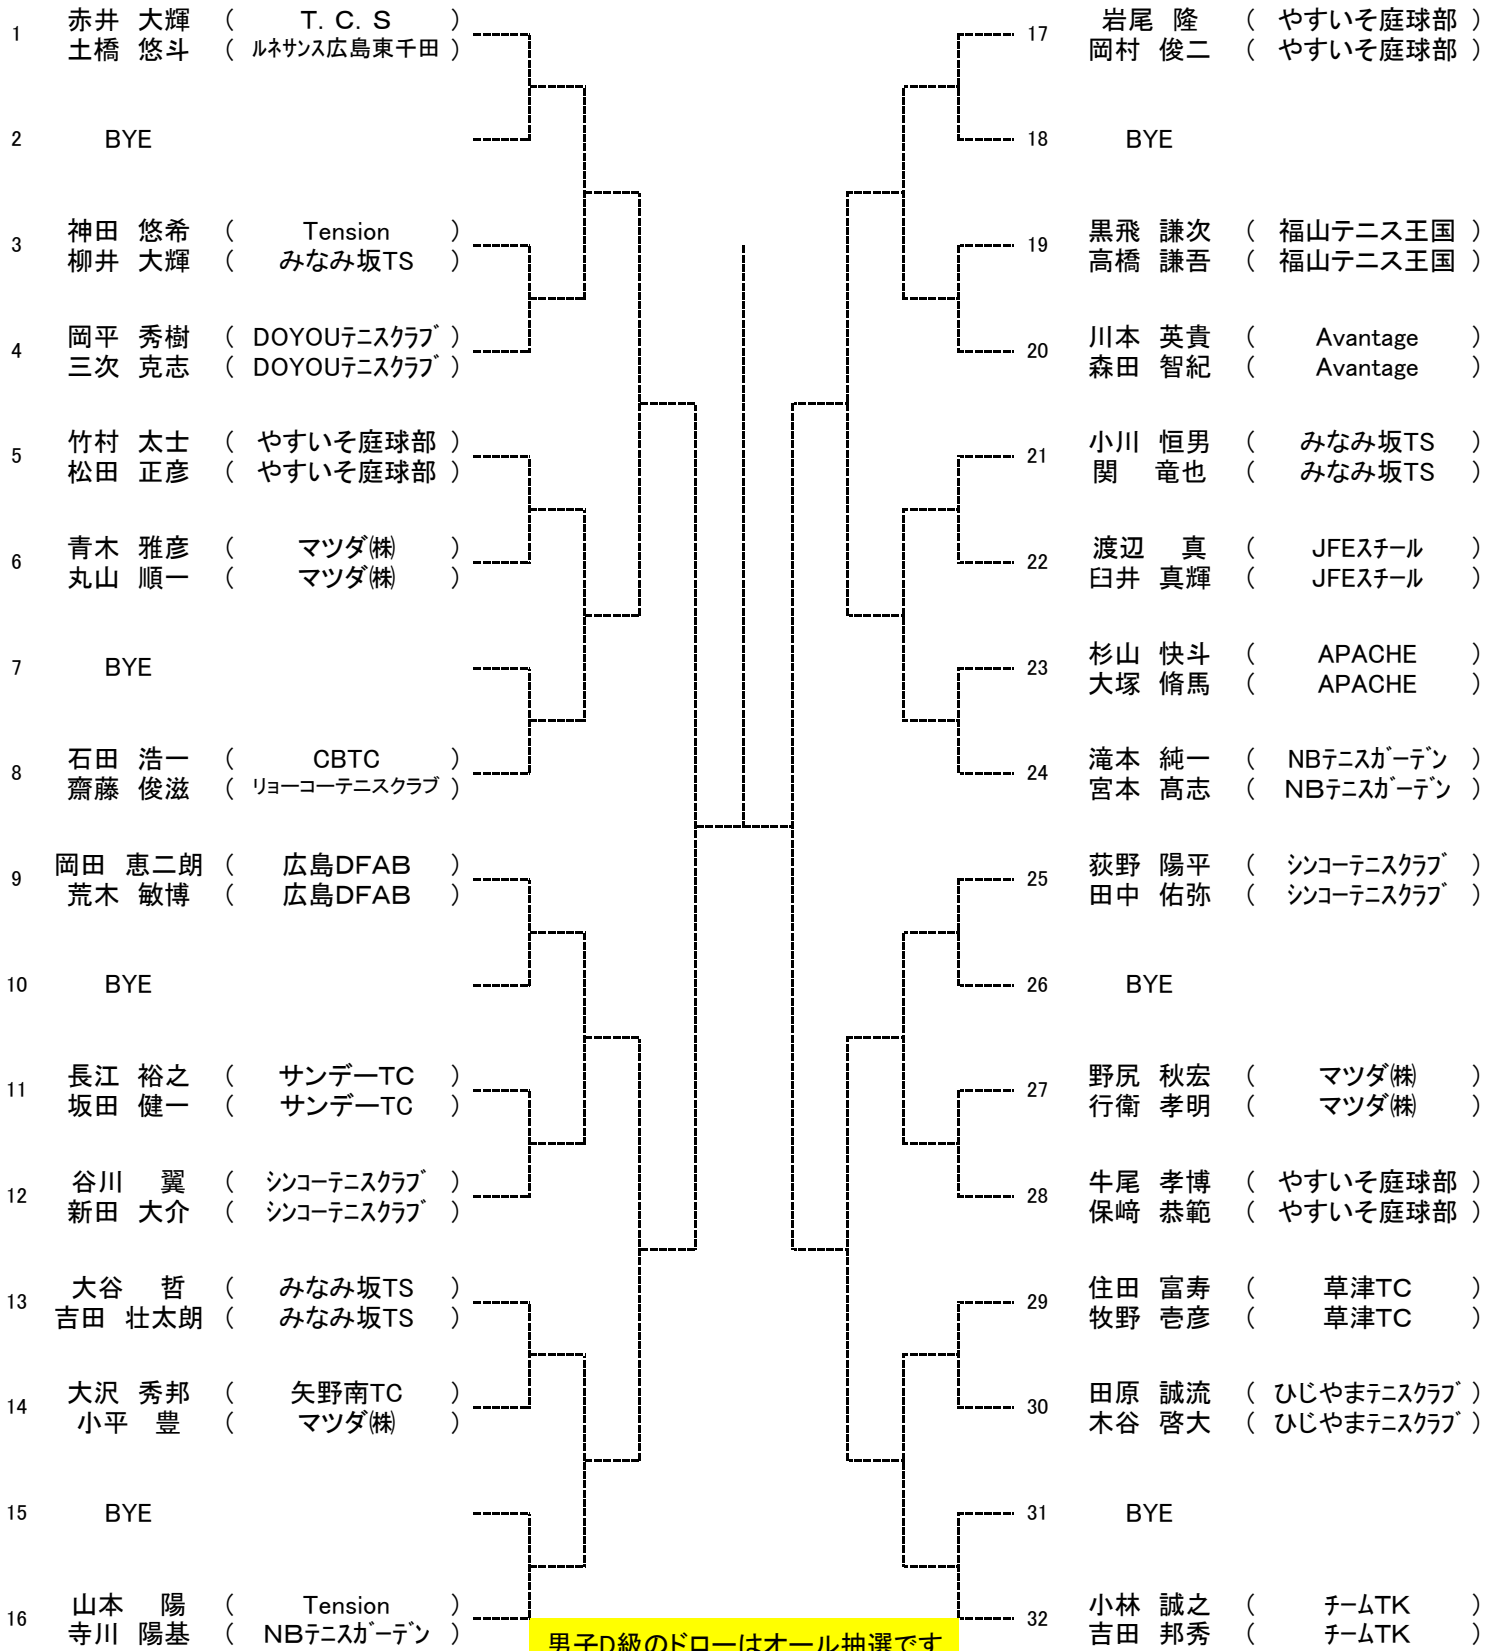 1 赤井 大輝 ( T. C. S )
土橋 悠斗 ( ルネサンス広島東千田 )
2 BYE
3 神田 悠希 ( Tension )
柳井 大輝 ( みなみ坂TS )
4 岡平 秀樹 ( DOYOUテニスクラブ )
三次 克志 ( DOYOUテニスクラブ )
5 竹村 太士 ( やすいそ庭球部 )
松田 正彦 ( やすいそ庭球部 )
6 青木 雅彦 ( マツダ㈱ )
丸山 順一 ( マツダ㈱ )
7 BYE
8 石田 浩一 ( CBTC )
齋藤 俊滋 ( リョーコーテニスクラブ )
9 岡田 恵二朗 ( 広島DFAB )
荒木 敏博 ( 広島DFAB )
10 BYE
11 長江 裕之 ( サンデーTC )
坂田 健一 ( サンデーTC )
12 谷川 翼 ( シンコーテニスクラブ )
新田 大介 ( シンコーテニスクラブ )
13 大谷 哲 ( みなみ坂TS )
吉田 壮太朗 ( みなみ坂TS )
14 大沢 秀邦 ( 矢野南TC )
小平 豊 ( マツダ㈱ )
15 BYE
16 山本 陽 ( Tension )
寺川 陽基 ( NBテニスガーデン )
17 岩尾 隆 ( やすいそ庭球部 )
岡村 俊二 ( やすいそ庭球部 )
18 BYE
19 黒飛 謙次 ( 福山テニス王国 )
高橋 謙吾 ( 福山テニス王国 )
20 川本 英貴 ( Avantage )
森田 智紀 ( Avantage )
21 小川 恒男 ( みなみ坂TS )
関 竜也 ( みなみ坂TS )
22 渡辺 真 ( JFEスチール )
臼井 真輝 ( JFEスチール )
23 杉山 快斗 ( APACHE )
大塚 脩馬 ( APACHE )
24 滝本 純一 ( NBテニスガーデン )
宮本 髙志 ( NBテニスガーデン )
25 荻野 陽平 ( シンコーテニスクラブ )
田中 佑弥 ( シンコーテニスクラブ )
26 BYE
27 野尻 秋宏 ( マツダ㈱ )
行衛 孝明 ( マツダ㈱ )
28 牛尾 孝博 ( やすいそ庭球部 )
保﨑 恭範 ( やすいそ庭球部 )
29 住田 富寿 ( 草津TC )
牧野 壱彦 ( 草津TC )
30 田原 誠流 ( ひじやまテニスクラブ )
木谷 啓大 ( ひじやまテニスクラブ )
31 BYE
32 小林 誠之 ( チームTK )
吉田 邦秀 ( チームTK )
男子D級のドローはオール抽選です